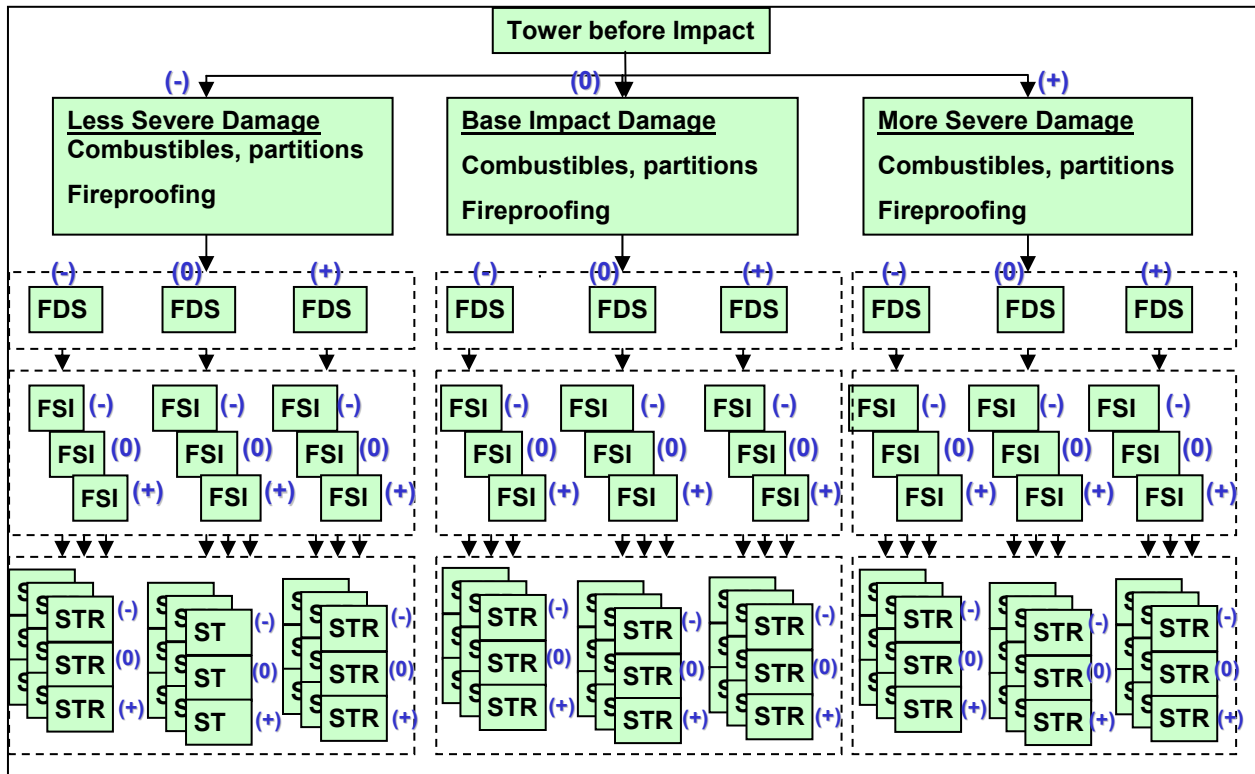 Tower before Impact
(-) (0) (+)
Less Severe Damage
Combustibles, partitions
Fireproofing
Base Impact Damage
Combustibles, partitions
Fireproofing
More Severe Damage
Combustibles, partitions
Fireproofing
(-) (0) (+) (-) (0) (+) (-) (0) (+)
FDS FDS FDS FDS FDS FDS FDS FDS FDS
FSI (-) FSI (-) FSI (-) FSI (-) FSI (-) FSI (-) FSI (-) FSI (-) FSI (-)
FSI (0) FSI (0) FSI (0) FSI (0) FSI (0) FSI (0) FSI (0) FSI (0) FSI (0)
FSI (+) FSI (+) FSI (+) FSI (+) FSI (+) FSI (+) FSI (+) FSI (+) FSI (+)
STR (-) ST (-) STR (-) STR (-) STR (-) STR (-) STR (-) STR (-) STR (-)
STR (0) ST (0) STR (0) STR (0) STR (0) STR (0) STR (0) STR (0) STR (0)
STR (+) ST (+) STR (+) STR (+) STR (+) STR (+) STR (+) STR (+) STR (+)